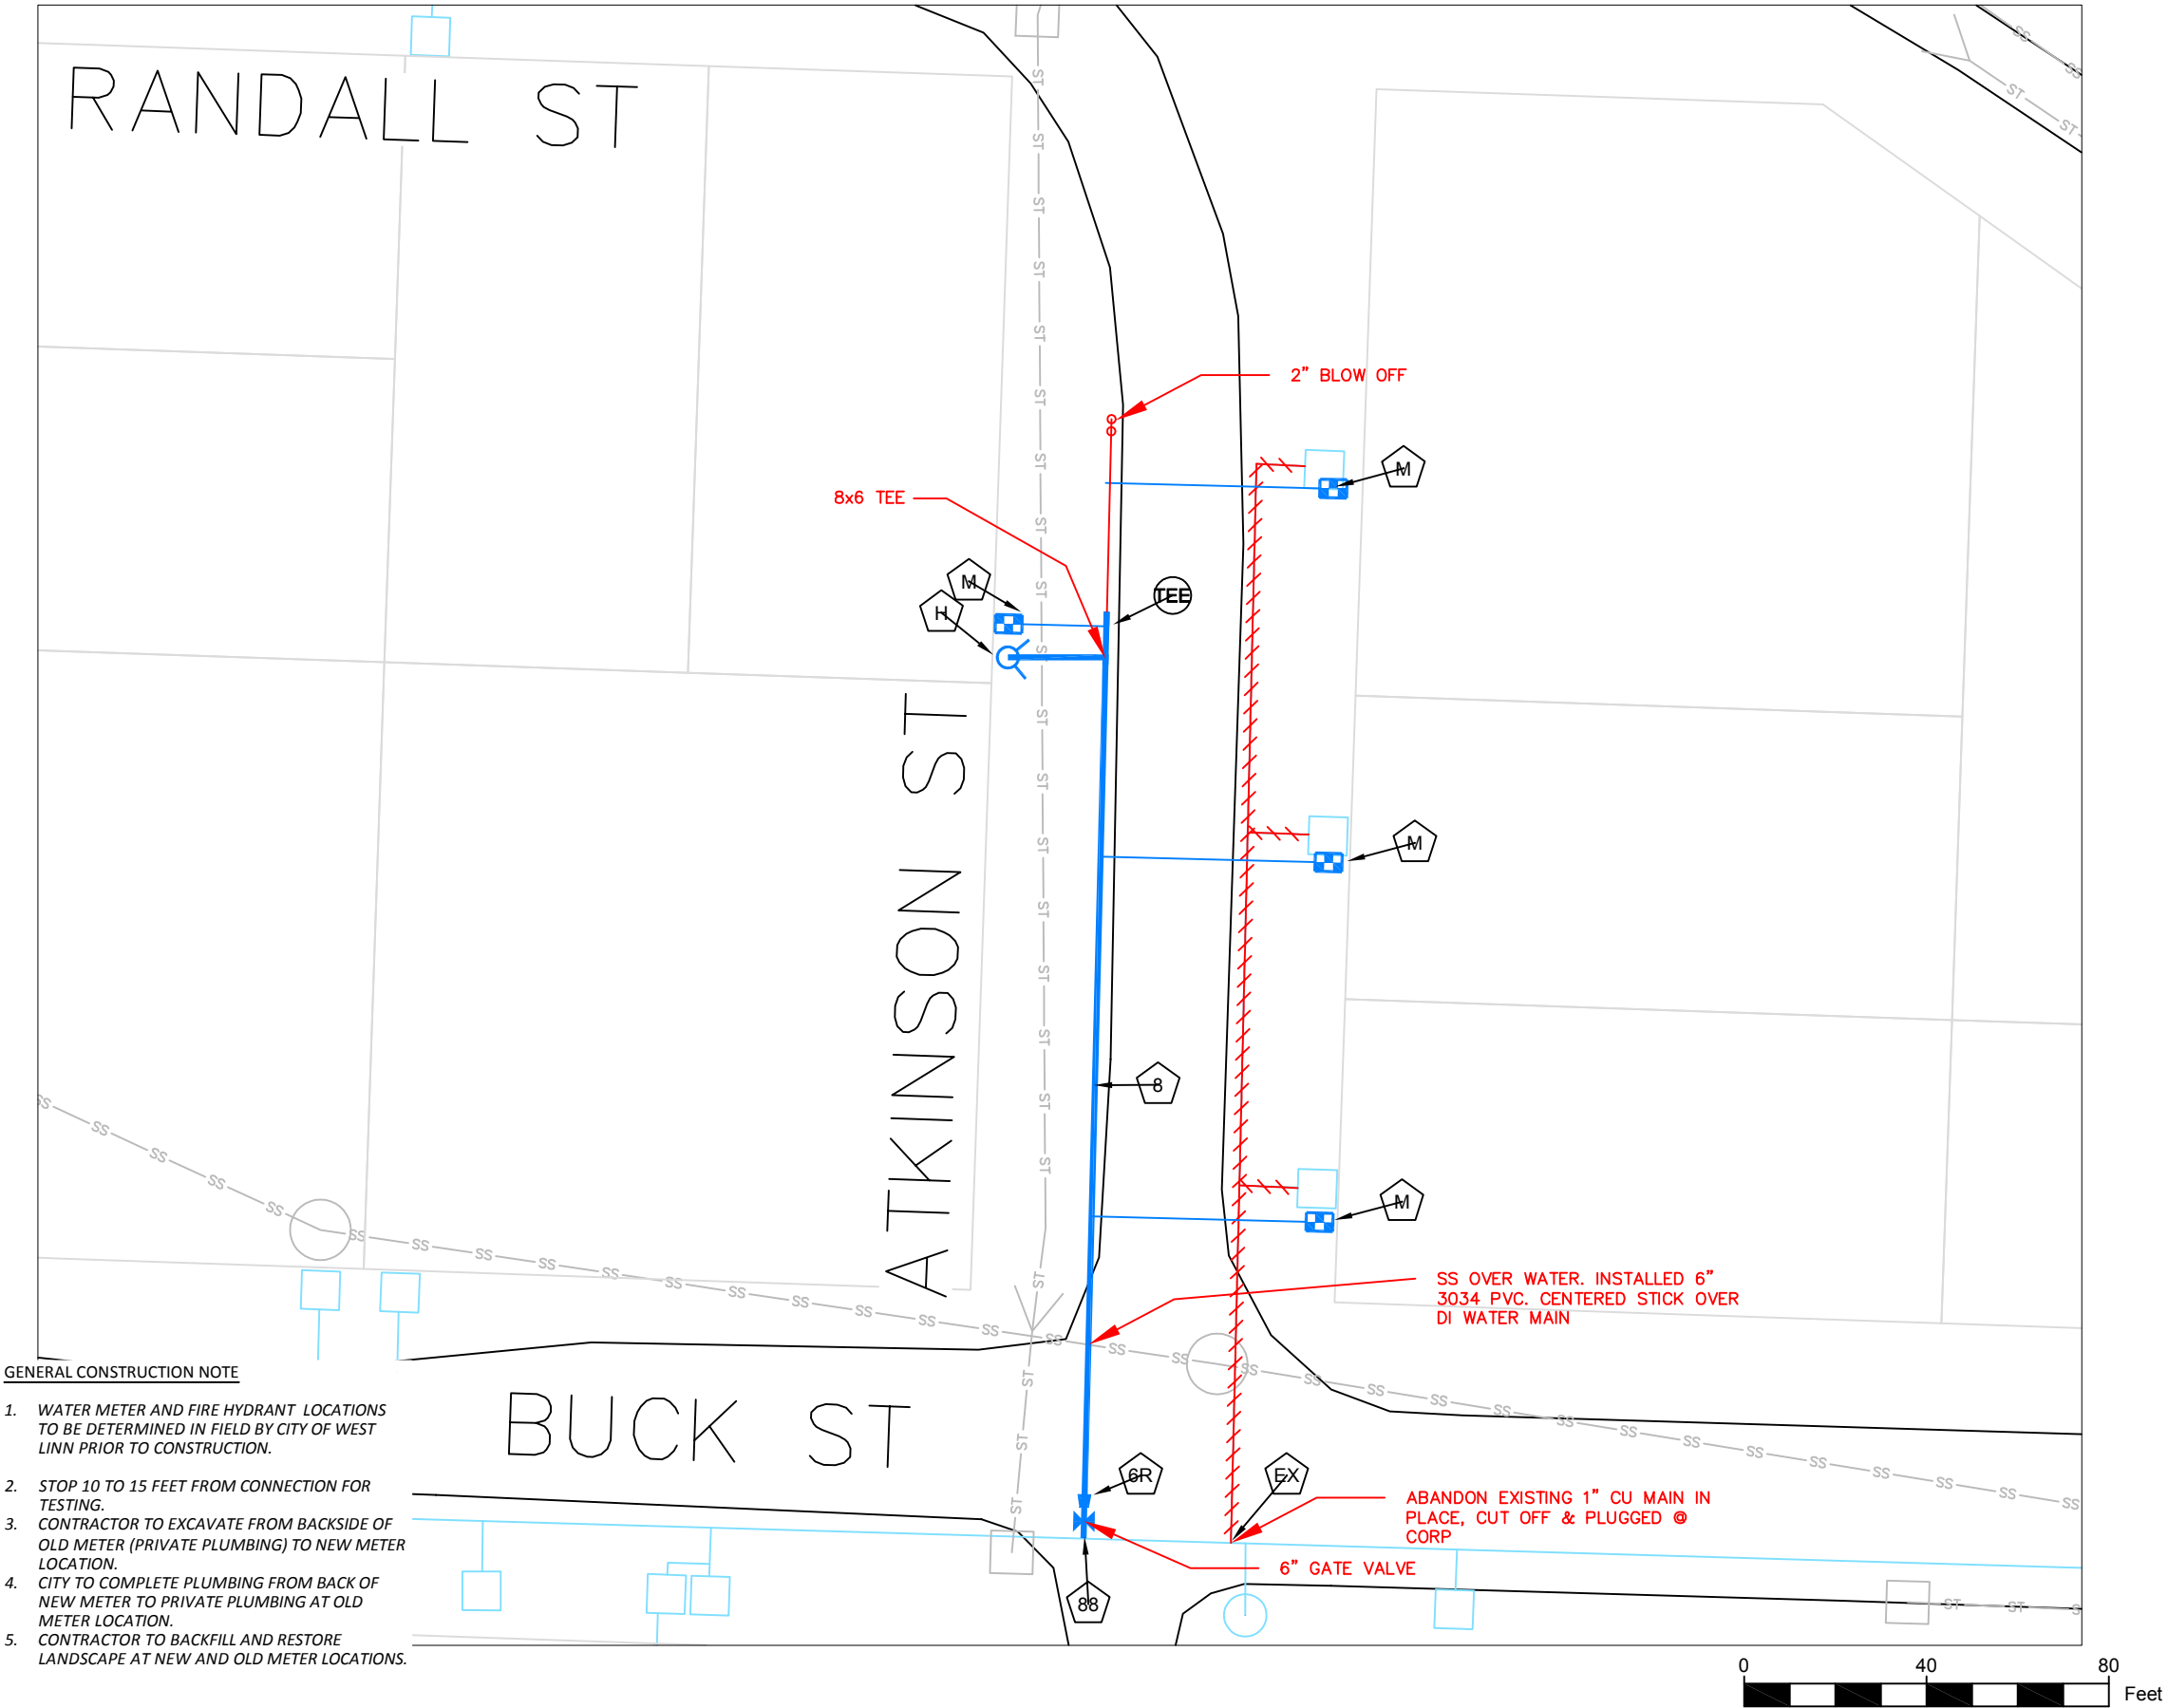 RANDALL ST
2" BLOW OFF
M
8x6 TEE
M
TEE
H
ATKINSON ST
M
8
M
SS OVER WATER. INSTALLED 6"
3034 PVC. CENTERED STICK OVER
DI WATER MAIN
GENERAL CONSTRUCTION NOTE
1. WATER METER AND FIRE HYDRANT LOCATIONS
TO BE DETERMINED IN FIELD BY CITY OF WEST
LINN PRIOR TO CONSTRUCTION.
2. STOP 10 TO 15 FEET FROM CONNECTION FOR
TESTING.
3. CONTRACTOR TO EXCAVATE FROM BACKSIDE OF
OLD METER (PRIVATE PLUMBING) TO NEW METER
LOCATION.
4. CITY TO COMPLETE PLUMBING FROM BACK OF
NEW METER TO PRIVATE PLUMBING AT OLD
METER LOCATION.
5. CONTRACTOR TO BACKFILL AND RESTORE
LANDSCAPE AT NEW AND OLD METER LOCATIONS.
BUCK ST
6R
EX
ABANDON EXISTING 1" CU MAIN IN
PLACE, CUT OFF & PLUGGED @
CORP
6" GATE VALVE
88
ST
SS
0 40 80
Feet